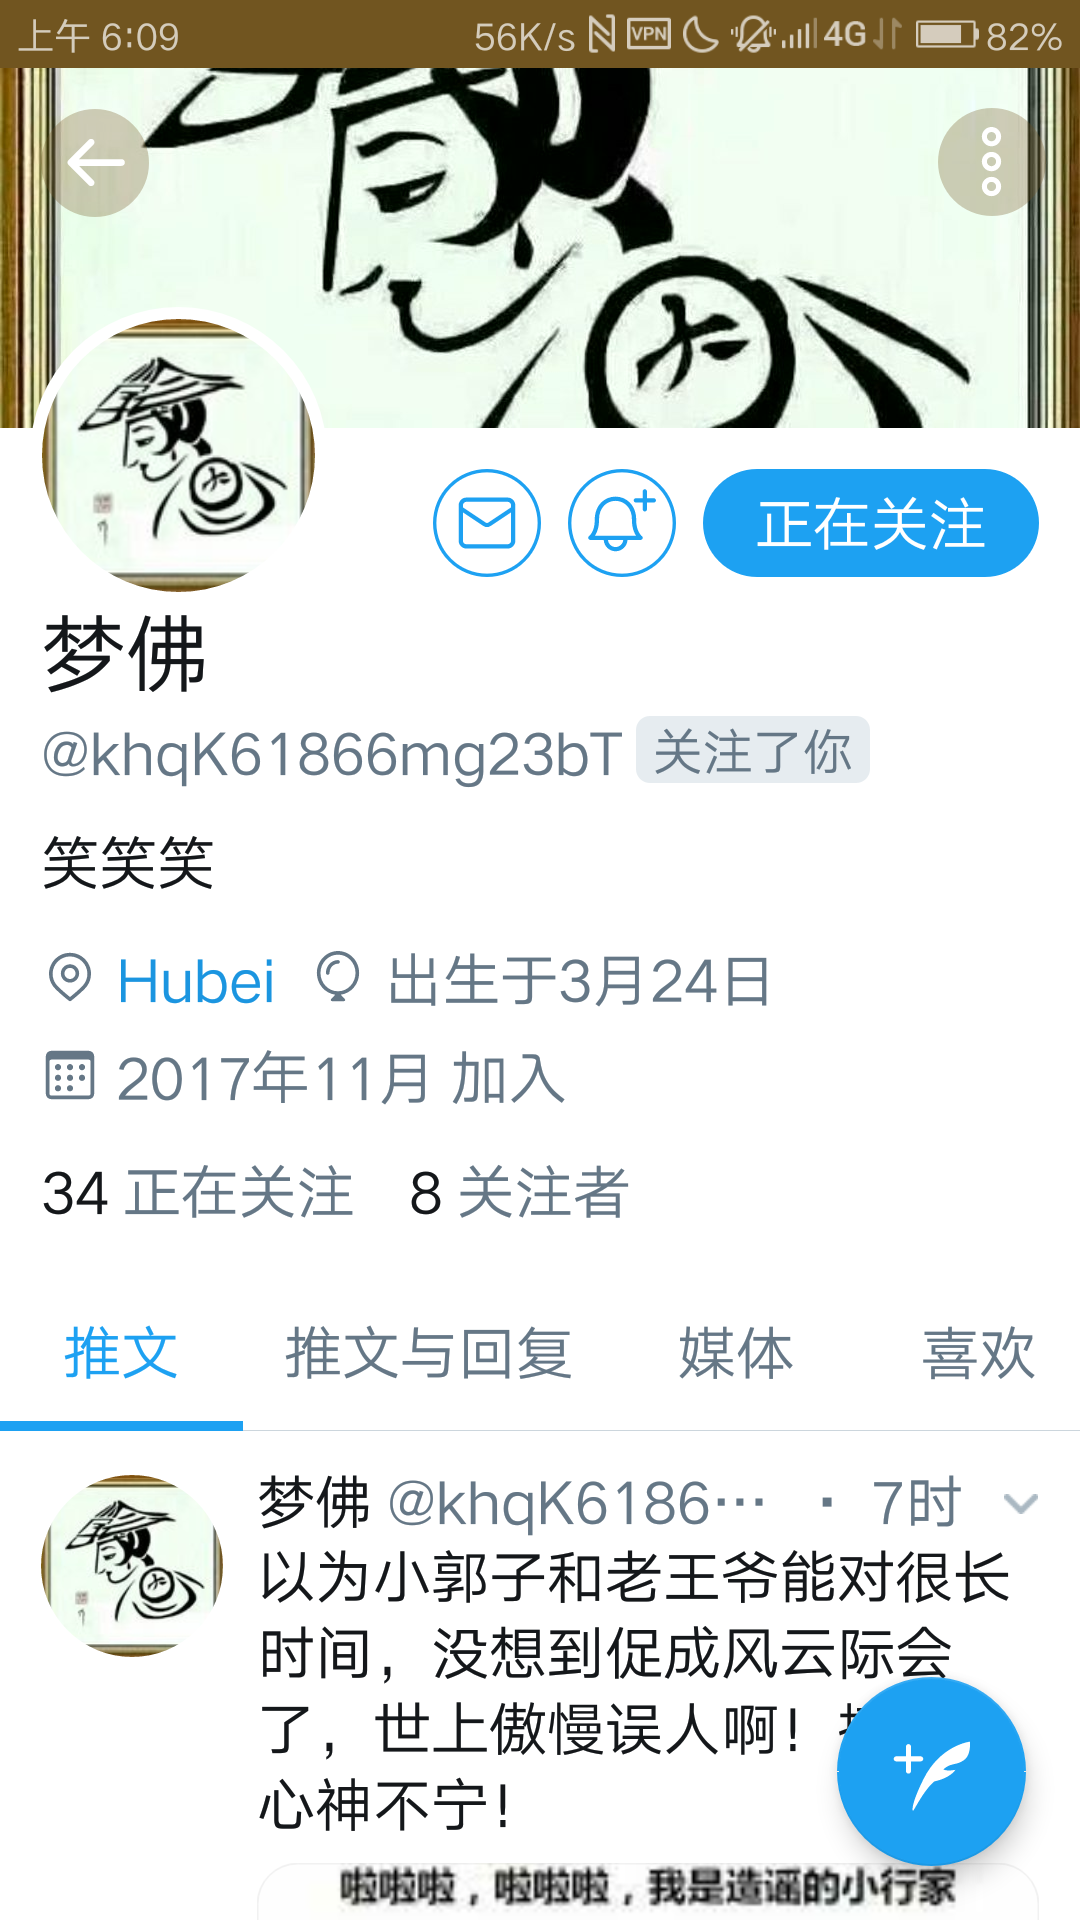 上午 6:09 56K/s VPN 4G 82%
正在关注
梦佛
@khqK61866mg23bT 关注了你
笑笑笑
Hubei 出生于3月24日
2017年11月 加入
34 正在关注 8 关注者
推文 推文与回复 媒体 喜欢
梦佛 @khqK6186… · 7时
以为小郭子和老王爷能对很长
时间，没想到促成风云际会
了，世上傲慢误人啊！
心神不宁！
啦啦啦，啦啦啦，我是造谣的小行家